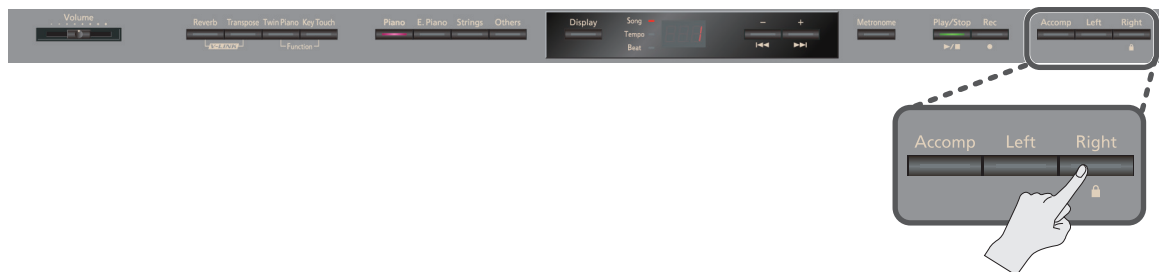 Volume
Reverb Transpose Twin Piano Key Touch
Function
Piano E. Piano Strings Others
Display
Song
Tempo
Beat
1
− +
Metronome
Play/Stop Rec
Accomp Left Right
Accomp Left Right